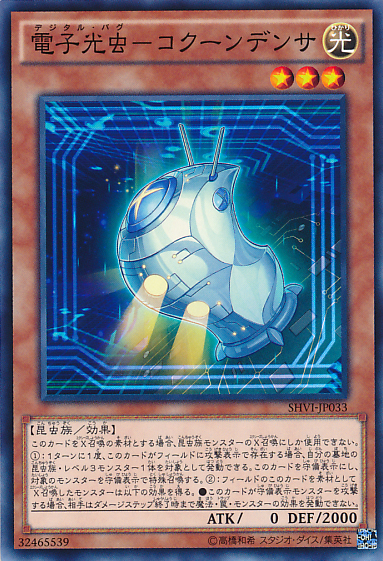 デジタル・バグ
電子光虫－コクーンデンサ
ひかり
光
SHVI-JP033
【昆虫族／効果】
このカードをX召喚の素材とする場合、昆虫族モンスターのX召喚にしか使用できない。
①：1ターンに1度、このカードがフィールドに攻撃表示で存在する場合、自分の墓地の
昆虫族・レベル3モンスター1体を対象として発動できる。このカードを守備表示にし、
対象のモンスターを守備表示で特殊召喚する。②：フィールドのこのカードを素材として
X召喚したモンスターは以下の効果を得る。●このカードが守備表示モンスターを攻撃
する場合、相手はダメージステップ終了時まで魔法・罠・モンスターの効果を発動できない。
ATK/ 0 DEF/2000
32465539
©高橋和希 スタジオ・ダイス/集英社